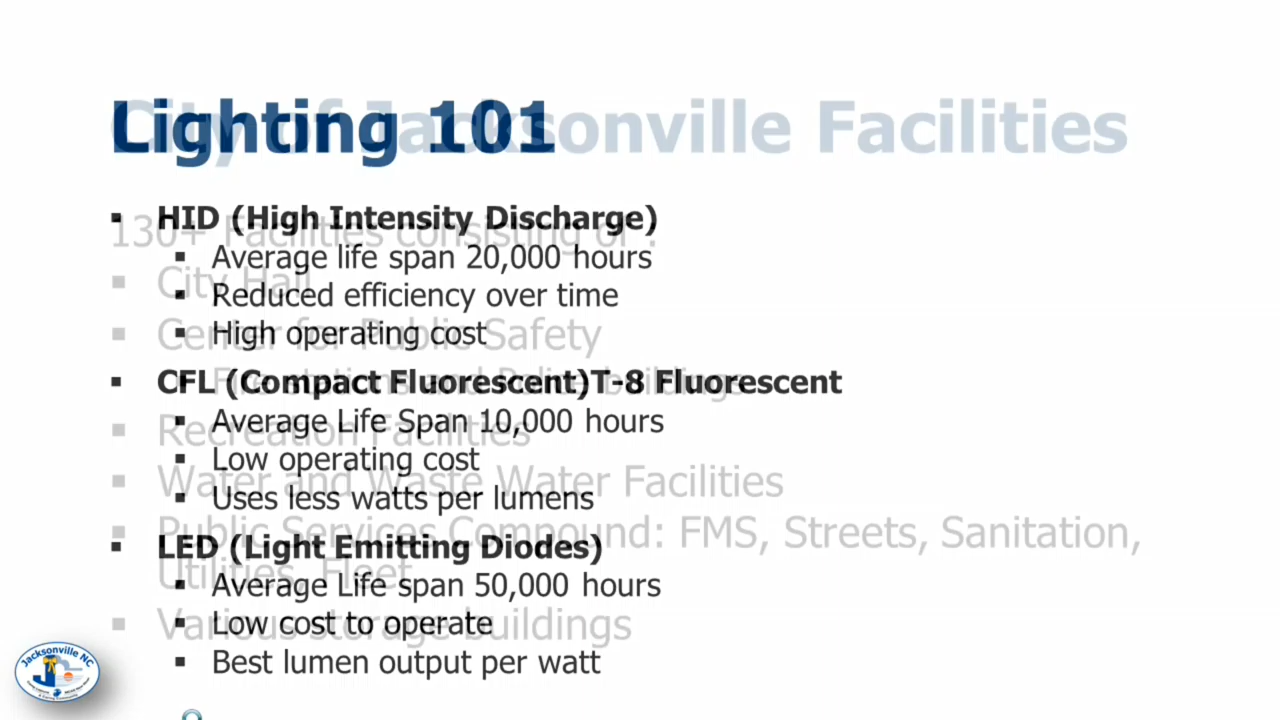 Lighting 101
▪ HID (High Intensity Discharge)
▪ Average life span 20,000 hours
▪ Reduced efficiency over time
▪ High operating cost
▪ CFL (Compact Fluorescent)T-8 Fluorescent
▪ Average Life Span 10,000 hours
▪ Low operating cost
▪ Uses less watts per lumens
▪ LED (Light Emitting Diodes)
▪ Average Life span 50,000 hours
▪ Low cost to operate
▪ Best lumen output per watt
City of Jacksonville Facilities
130+ Facilities consisting of :
▪ City Hall
▪ Center for Public Safety
▪ Fire stations and Police buildings
▪ Recreation Facilities
▪ Water and Waste Water Facilities
▪ Public Services Compound: FMS, Streets, Sanitation,
Utilities, Fleet
▪ Various storage buildings
Jacksonville NC